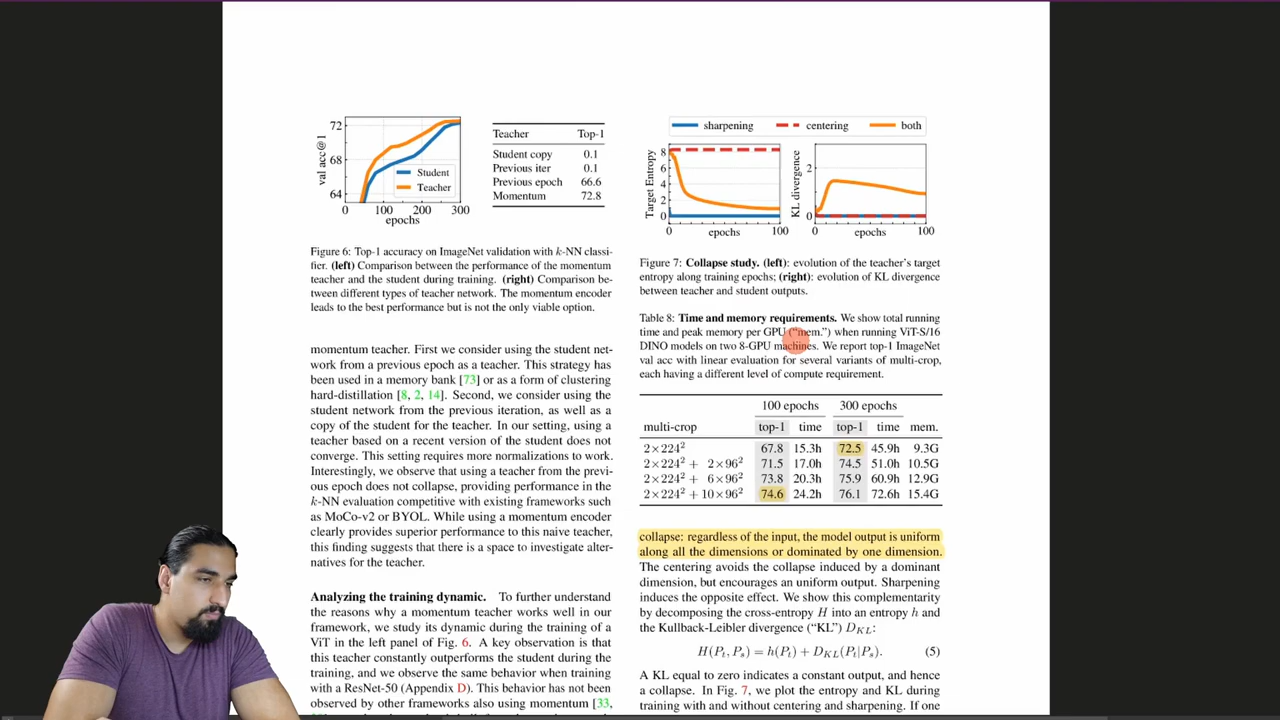 72
68
64
val acc@1
0
100
200
300
epochs
Student
Teacher
Teacher Top-1
Student copy 0.1
Previous iter 0.1
Previous epoch 66.6
Momentum 72.8
Figure 6: Top-1 accuracy on ImageNet validation with k-NN classi-
fier. (left) Comparison between the performance of the momentum
teacher and the student during training. (right) Comparison be-
tween different types of teacher network. The momentum encoder
leads to the best performance but is not the only viable option.
momentum teacher. First we consider using the student net-
work from a previous epoch as a teacher. This strategy has
been used in a memory bank [73] or as a form of clustering
hard-distillation [8, 2, 14]. Second, we consider using the
student network from the previous iteration, as well as a
copy of the student for the teacher. In our setting, using a
teacher based on a recent version of the student does not
converge. This setting requires more normalizations to work.
Interestingly, we observe that using a teacher from the previ-
ous epoch does not collapse, providing performance in the
k-NN evaluation competitive with existing frameworks such
as MoCo-v2 or BYOL. While using a momentum encoder
clearly provides superior performance to this naive teacher,
this finding suggests that there is a space to investigate alter-
natives for the teacher.
Analyzing the training dynamic. To further understand
the reasons why a momentum teacher works well in our
framework, we study its dynamic during the training of a
ViT in the left panel of Fig. 6. A key observation is that
this teacher constantly outperforms the student during the
training, and we observe the same behavior when training
with a ResNet-50 (Appendix D). This behavior has not been
observed by other frameworks also using momentum [33,
sharpening centering both
8
6
4
2
0
Target Entropy
0
100
epochs
2
0
KL divergence
0
100
epochs
Figure 7: Collapse study. (left): evolution of the teacher's target
entropy along training epochs; (right): evolution of KL divergence
between teacher and student outputs.
Table 8: Time and memory requirements. We show total running
time and peak memory per GPU ("mem.") when running ViT-S/16
DINO models on two 8-GPU machines. We report top-1 ImageNet
val acc with linear evaluation for several variants of multi-crop,
each having a different level of compute requirement.
100 epochs 300 epochs
multi-crop top-1 time top-1 time mem.
2×224² 67.8 15.3h 72.5 45.9h 9.3G
2×224² + 2×96² 71.5 17.0h 74.5 51.0h 10.5G
2×224² + 6×96² 73.8 20.3h 75.9 60.9h 12.9G
2×224² + 10×96² 74.6 24.2h 76.1 72.6h 15.4G
collapse: regardless of the input, the model output is uniform
along all the dimensions or dominated by one dimension.
The centering avoids the collapse induced by a dominant
dimension, but encourages an uniform output. Sharpening
induces the opposite effect. We show this complementarity
by decomposing the cross-entropy H into an entropy h and
the Kullback-Leibler divergence ("KL") D_KL:
H(P_t, P_s) = h(P_t) + D_KL(P_t|P_s). (5)
A KL equal to zero indicates a constant output, and hence
a collapse. In Fig. 7, we plot the entropy and KL during
training with and without centering and sharpening. If one